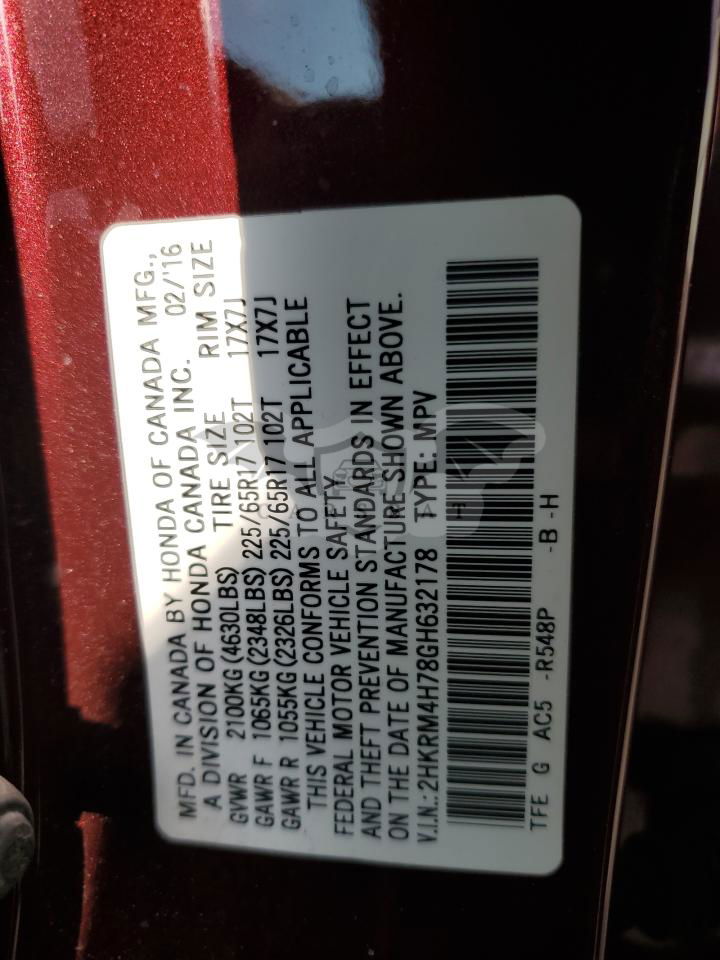 MFD. IN CANADA BY HONDA OF CANADA MFG.,
A DIVISION OF HONDA CANADA INC. 02/'16
TIRE SIZE RIM SIZE
GVWR 2100KG(4630LBS)
GAWR F 1065KG(2348LBS) 225/65R17 102T 17X7J
GAWR R 1055KG(2326LBS) 225/65R17 102T 17X7J
THIS VEHICLE CONFORMS TO ALL APPLICABLE
FEDERAL MOTOR VEHICLE SAFETY
AND THEFT PREVENTION STANDARDS IN EFFECT
ON THE DATE OF MANUFACTURE SHOWN ABOVE.
V.I.N.:2HKRM4H78GH632178 TYPE:MPV
H
TFE G AC5 -R548P -B -H